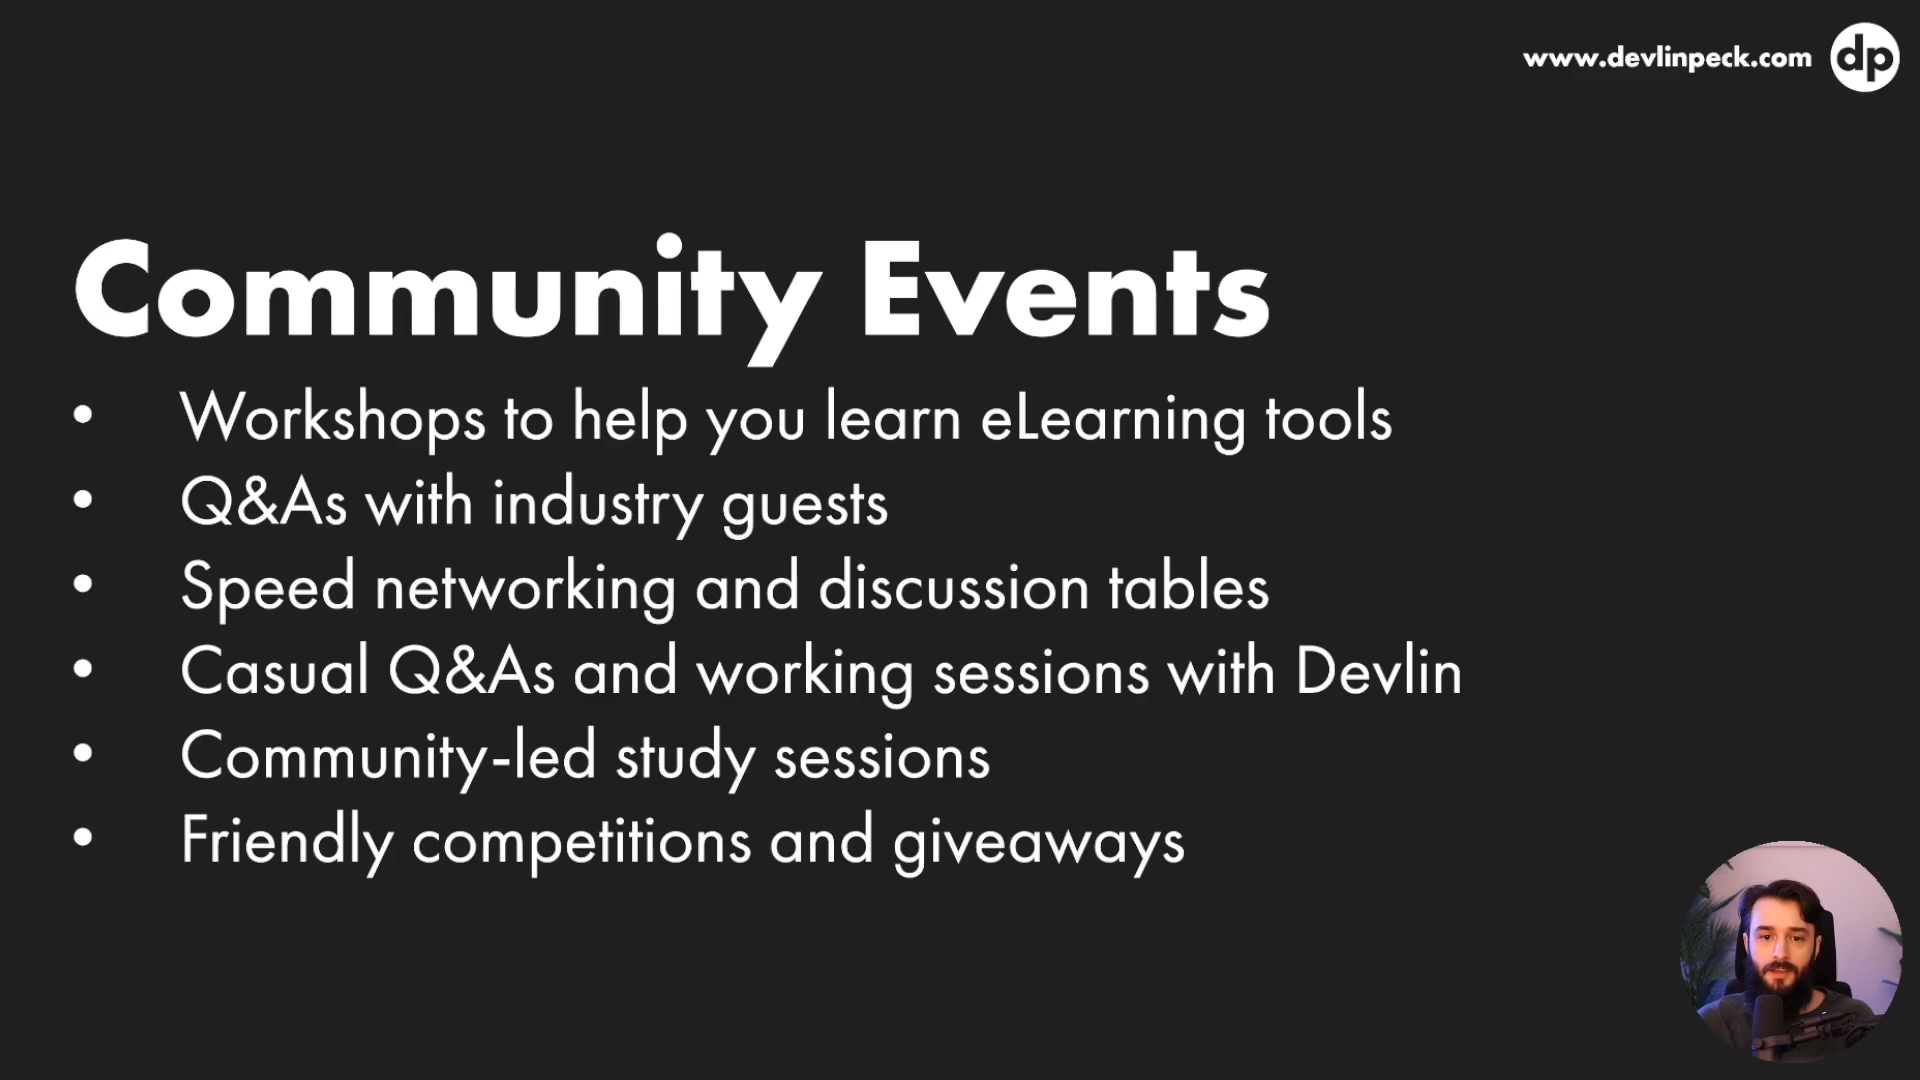 www.devlinpeck.com dp
Community Events
• Workshops to help you learn eLearning tools
• Q&As with industry guests
• Speed networking and discussion tables
• Casual Q&As and working sessions with Devlin
• Community-led study sessions
• Friendly competitions and giveaways